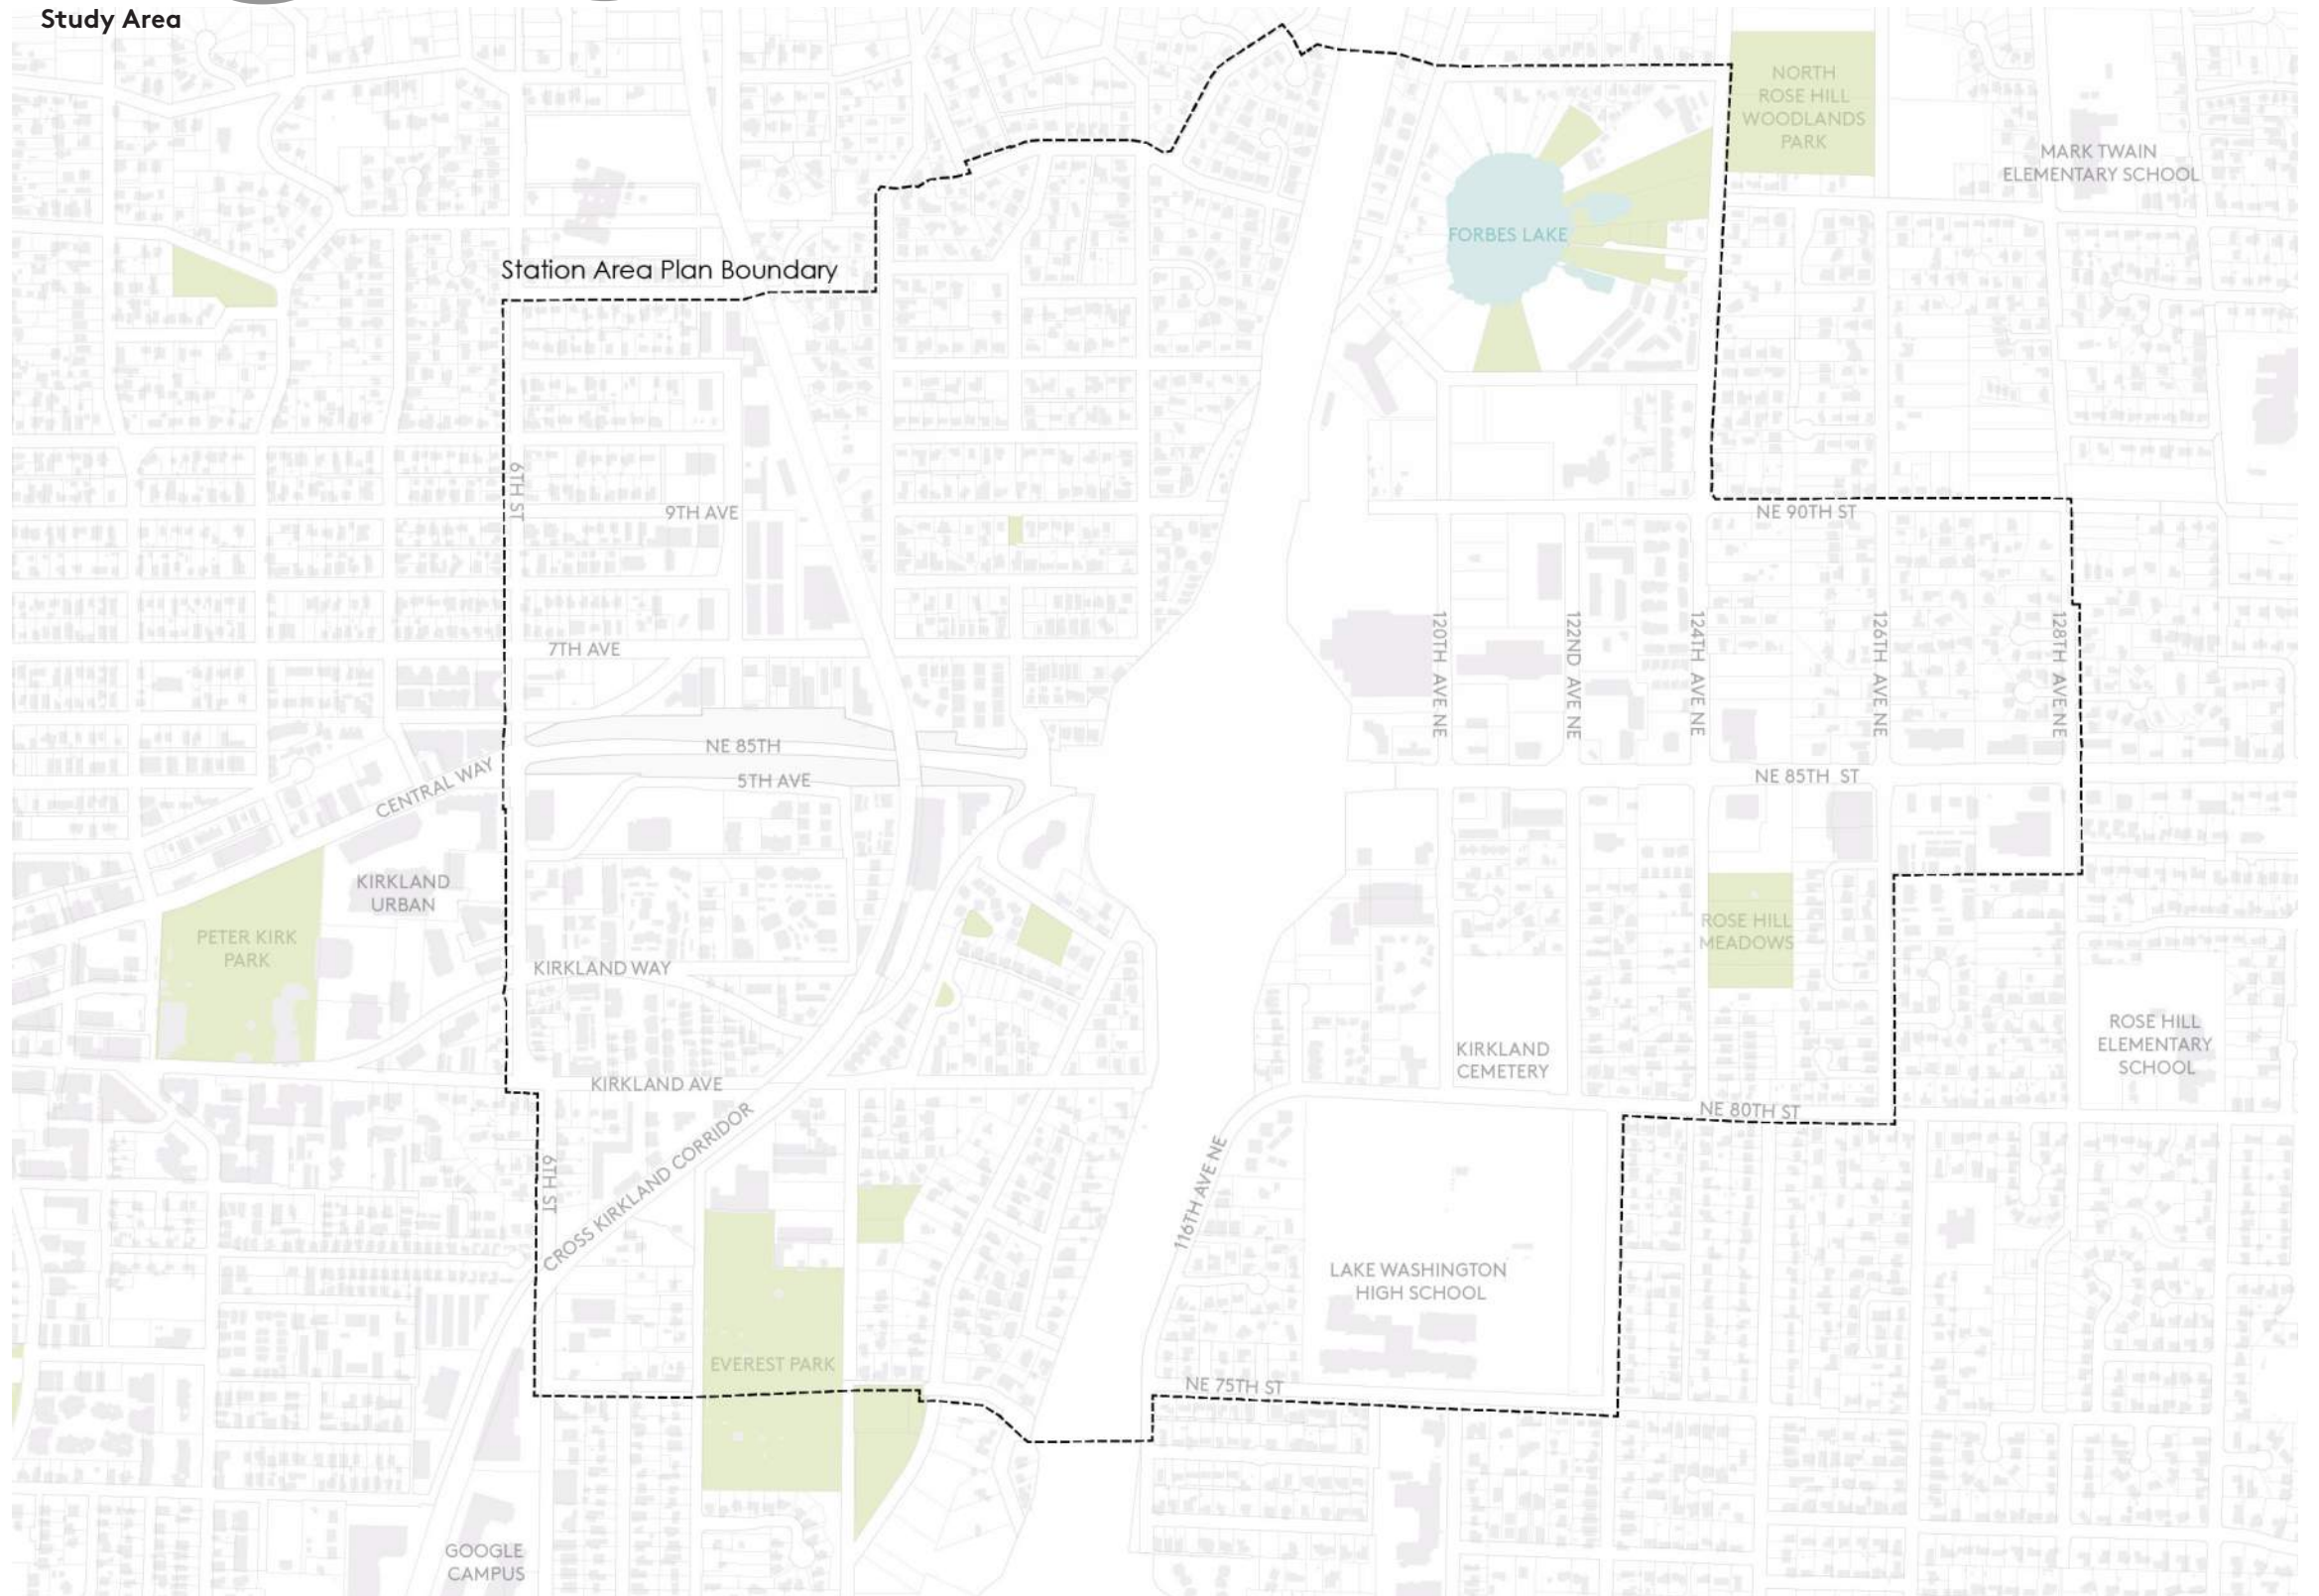 Study Area
NORTH
ROSE HILL
WOODLANDS
PARK
MARK TWAIN
ELEMENTARY SCHOOL
FORBES LAKE
Station Area Plan Boundary
6TH ST
9TH AVE
NE 90TH ST
7TH AVE
120TH AVE NE
122ND AVE NE
124TH AVE NE
126TH AVE NE
128TH AVE NE
NE 85TH
5TH AVE
NE 85TH ST
CENTRAL WAY
KIRKLAND
URBAN
PETER KIRK
PARK
ROSE HILL
MEADOWS
KIRKLAND WAY
ROSE HILL
ELEMENTARY
SCHOOL
KIRKLAND
CEMETERY
KIRKLAND AVE
NE 80TH ST
CROSS KIRKLAND CORRIDOR
6TH ST
116TH AVE NE
LAKE WASHINGTON
HIGH SCHOOL
EVEREST PARK
NE 75TH ST
GOOGLE
CAMPUS